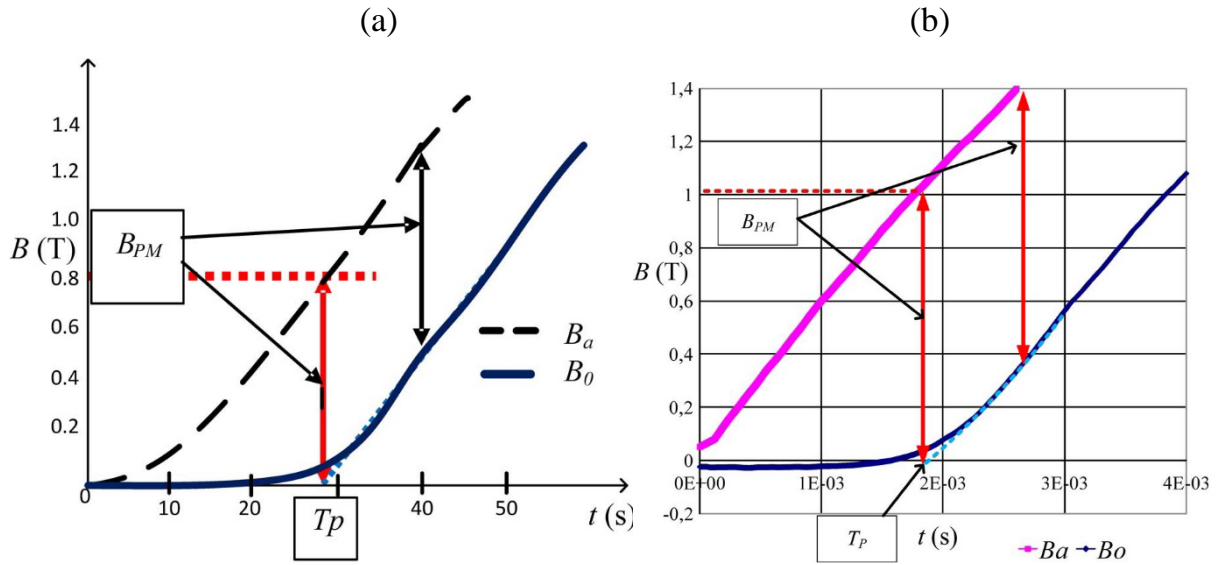 (a)
1.4
1.2
1.0
B (T)
0.8
0.6
0.4
0.2
0
10
20
40
50
t (s)
B_PM
Tp
B_a
B_0
(b)
1,4
1,2
1
0,8
B (T)
0,6
0,4
0,2
0
-0,2
0E+00
1E-03
2E-03
3E-03
4E-03
B_PM
T_P
t (s)
Ba
Bo